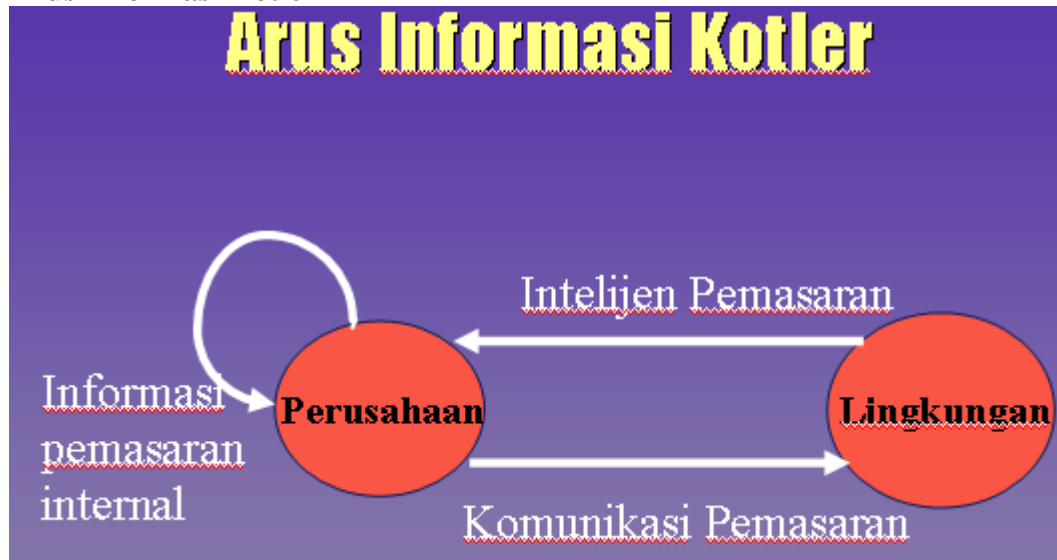 Arus Informasi Kotler
Intelijen Pemasaran
Informasi
pemasaran
internal
Perusahaan
Lingkungan
Komunikasi Pemasaran